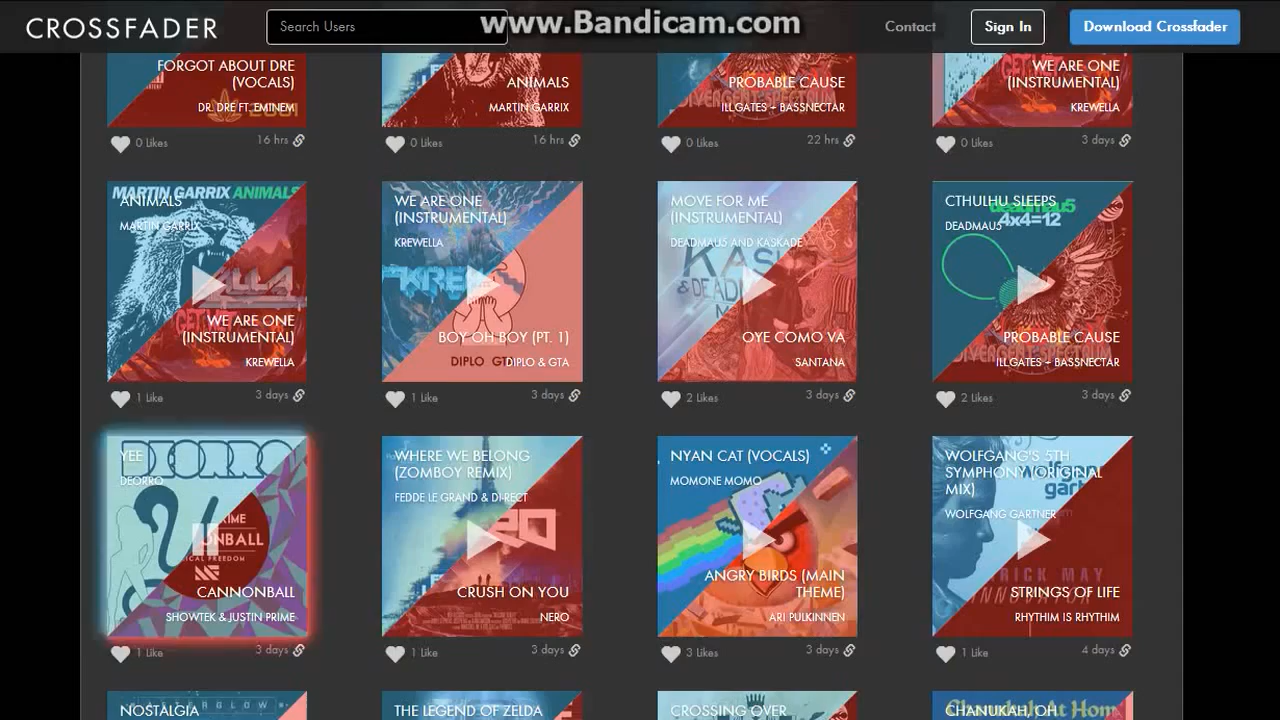 CROSSFADER
Search Users
www.Bandicam.com
Contact
Sign In
Download Crossfader
FORGOT ABOUT DRE
(VOCALS)
DR. DRE FT. EMINEM
ANIMALS
MARTIN GARRIX
PROBABLE CAUSE
ILLGATES + BASSNECTAR
WE ARE ONE
(INSTRUMENTAL)
KREWELLA
0 Likes
16 hrs
0 Likes
16 hrs
0 Likes
22 hrs
0 Likes
3 days
MARTIN GARRIX ANIMALS
ANIMALS
MARTIN GARRIX
WE ARE ONE
(INSTRUMENTAL)
KREWELLA
WE ARE ONE
(INSTRUMENTAL)
KREWELLA
BOY OH BOY (PT. 1)
DIPLO GTA
DIPLO & GTA
MOVE FOR ME
(INSTRUMENTAL)
DEADMAU5 AND KASKADE
OYE COMO VA
SANTANA
CTHULHU SLEEPS
deadmau5
4x4=12
DEADMAU5
PROBABLE CAUSE
DIVERGENT SPECTRUM
ILLGATES + BASSNECTAR
1 Like
3 days
1 Like
3 days
2 Likes
3 days
2 Likes
3 days
DEORRO
YEE
DEORRO
CANNONBALL
SHOWTEK & JUSTIN PRIME
WHERE WE BELONG
(ZOMBOY REMIX)
FEDDE LE GRAND & DI-RECT
CRUSH ON YOU
NERO
NYAN CAT (VOCALS)
MOMONE MOMO
ANGRY BIRDS (MAIN
THEME)
ARI PULKINNEN
WOLFGANG'S 5TH
SYMPHONY (ORIGINAL
MIX)
WOLFGANG GARTNER
STRINGS OF LIFE
RHYTHIM IS RHYTHIM
1 Like
3 days
1 Like
3 days
3 Likes
3 days
1 Like
4 days
NOSTALGIA
THE LEGEND OF ZELDA
CROSSING OVER
CHANUKAH, OH